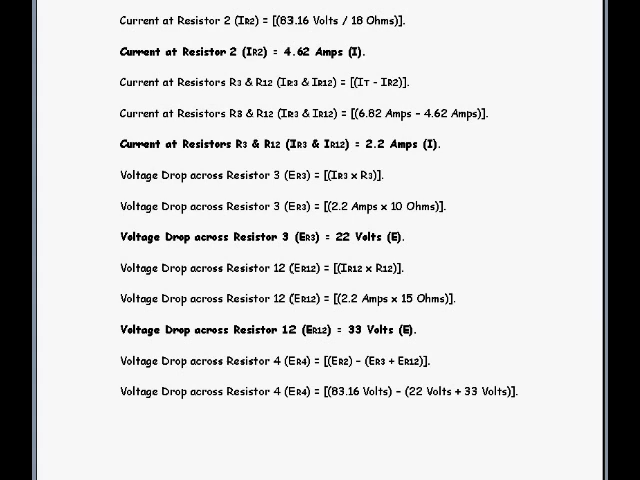 Current at Resistor 2 (IR2) = [(83.16 Volts / 18 Ohms)].
Current at Resistor 2 (IR2) = 4.62 Amps (I).
Current at Resistors R3 & R12 (IR3 & IR12) = [(IT - IR2)].
Current at Resistors R3 & R12 (IR3 & IR12) = [(6.82 Amps – 4.62 Amps)].
Current at Resistors R3 & R12 (IR3 & IR12) = 2.2 Amps (I).
Voltage Drop across Resistor 3 (ER3) = [(IR3 x R3)].
Voltage Drop across Resistor 3 (ER3) = [(2.2 Amps x 10 Ohms)].
Voltage Drop across Resistor 3 (ER3) = 22 Volts (E).
Voltage Drop across Resistor 12 (ER12) = [(IR12 x R12)].
Voltage Drop across Resistor 12 (ER12) = [(2.2 Amps x 15 Ohms)].
Voltage Drop across Resistor 12 (ER12) = 33 Volts (E).
Voltage Drop across Resistor 4 (ER4) = [(ER2) – (ER3 + ER12)].
Voltage Drop across Resistor 4 (ER4) = [(83.16 Volts) – (22 Volts + 33 Volts)].